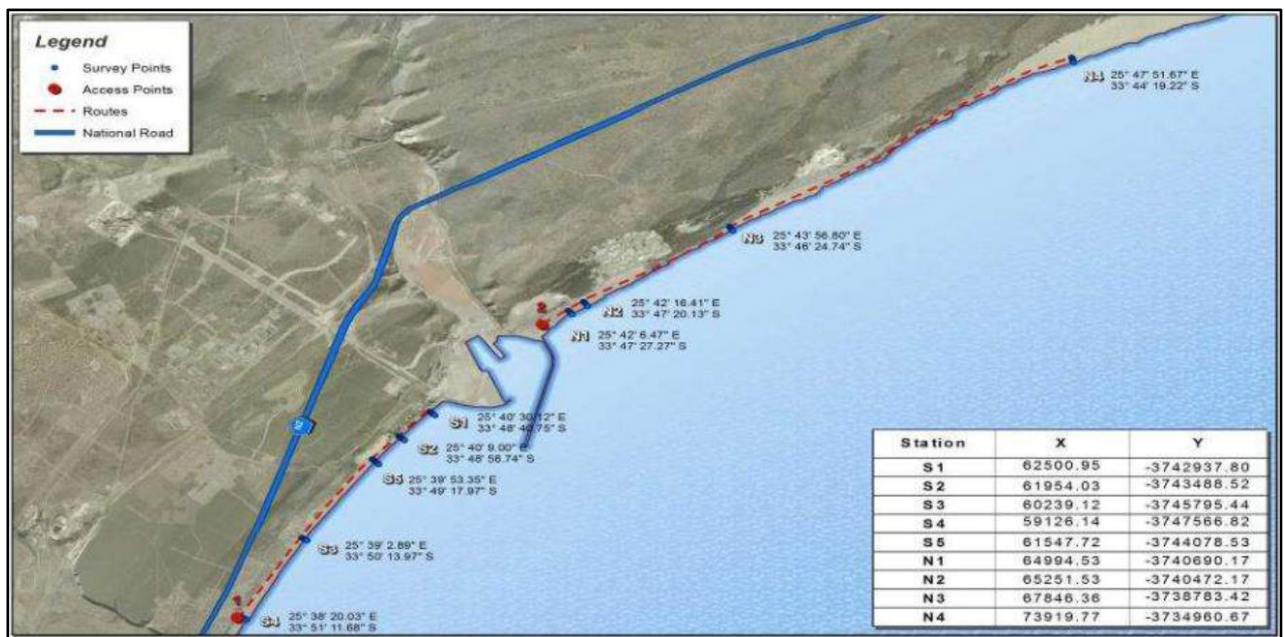 Legend
Survey Points
Access Points
Routes
National Road
N4 25° 47' 51.67" E
33° 44' 19.22" S
N3 25° 43' 56.80" E
33° 46' 24.74" S
2
N2 25° 42' 16.41" E
33° 47' 20.13" S
N1 25° 42' 6.47" E
33° 47' 27.27" S
S1 25° 40' 30.12" E
33° 48' 40.75" S
S2 25° 40' 9.00" E
33° 48' 56.74" S
S5 25° 39' 53.35" E
33° 49' 17.97" S
S3 25° 39' 2.89" E
33° 50' 13.97" S
1
S4 25° 38' 20.03" E
33° 51' 11.68" S
Station X Y
S1 62500.95 -3742937.80
S2 61954.03 -3743488.52
S3 60239.12 -3745795.44
S4 59126.14 -3747566.82
S5 61547.72 -3744078.53
N1 64994.53 -3740690.17
N2 65251.53 -3740472.17
N3 67846.36 -3738783.42
N4 73919.77 -3734960.67